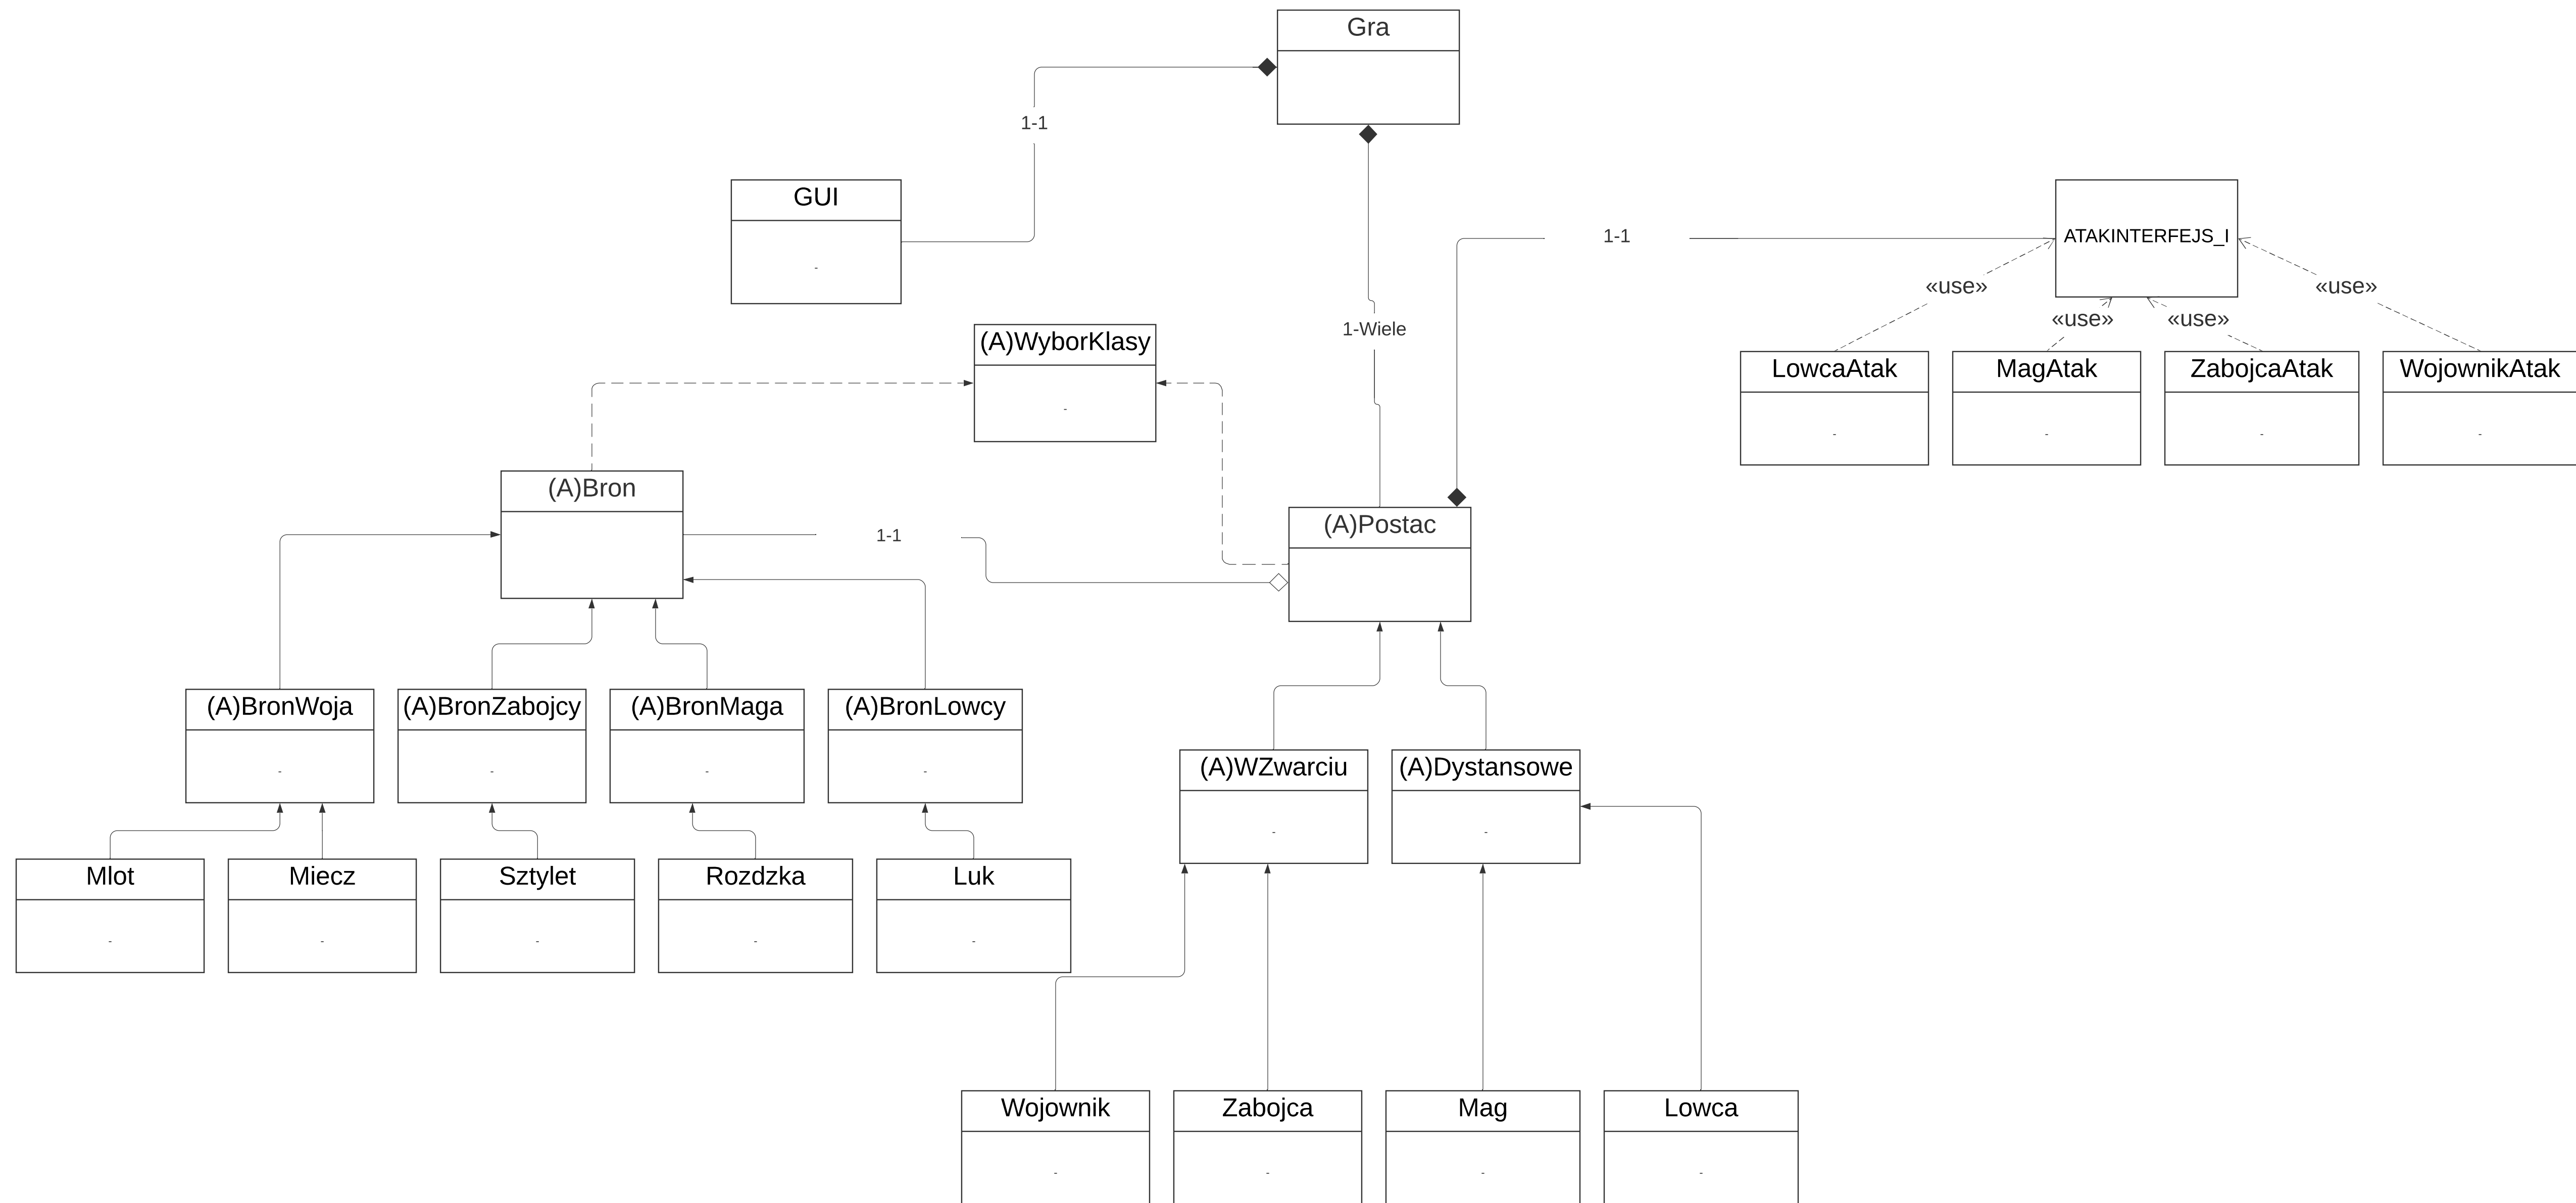 Gra
1-1
GUI
-
1-1
ATAKINTERFEJS_I
«use»
«use»
«use»
«use»
1-Wiele
(A)WyborKlasy
-
LowcaAtak
-
MagAtak
-
ZabojcaAtak
-
WojownikAtak
-
(A)Bron
1-1
(A)Postac
(A)BronWoja
-
(A)BronZabojcy
-
(A)BronMaga
-
(A)BronLowcy
-
(A)WZwarciu
-
(A)Dystansowe
-
Mlot
-
Miecz
-
Sztylet
-
Rozdzka
-
Luk
-
Wojownik
-
Zabojca
-
Mag
-
Lowca
-